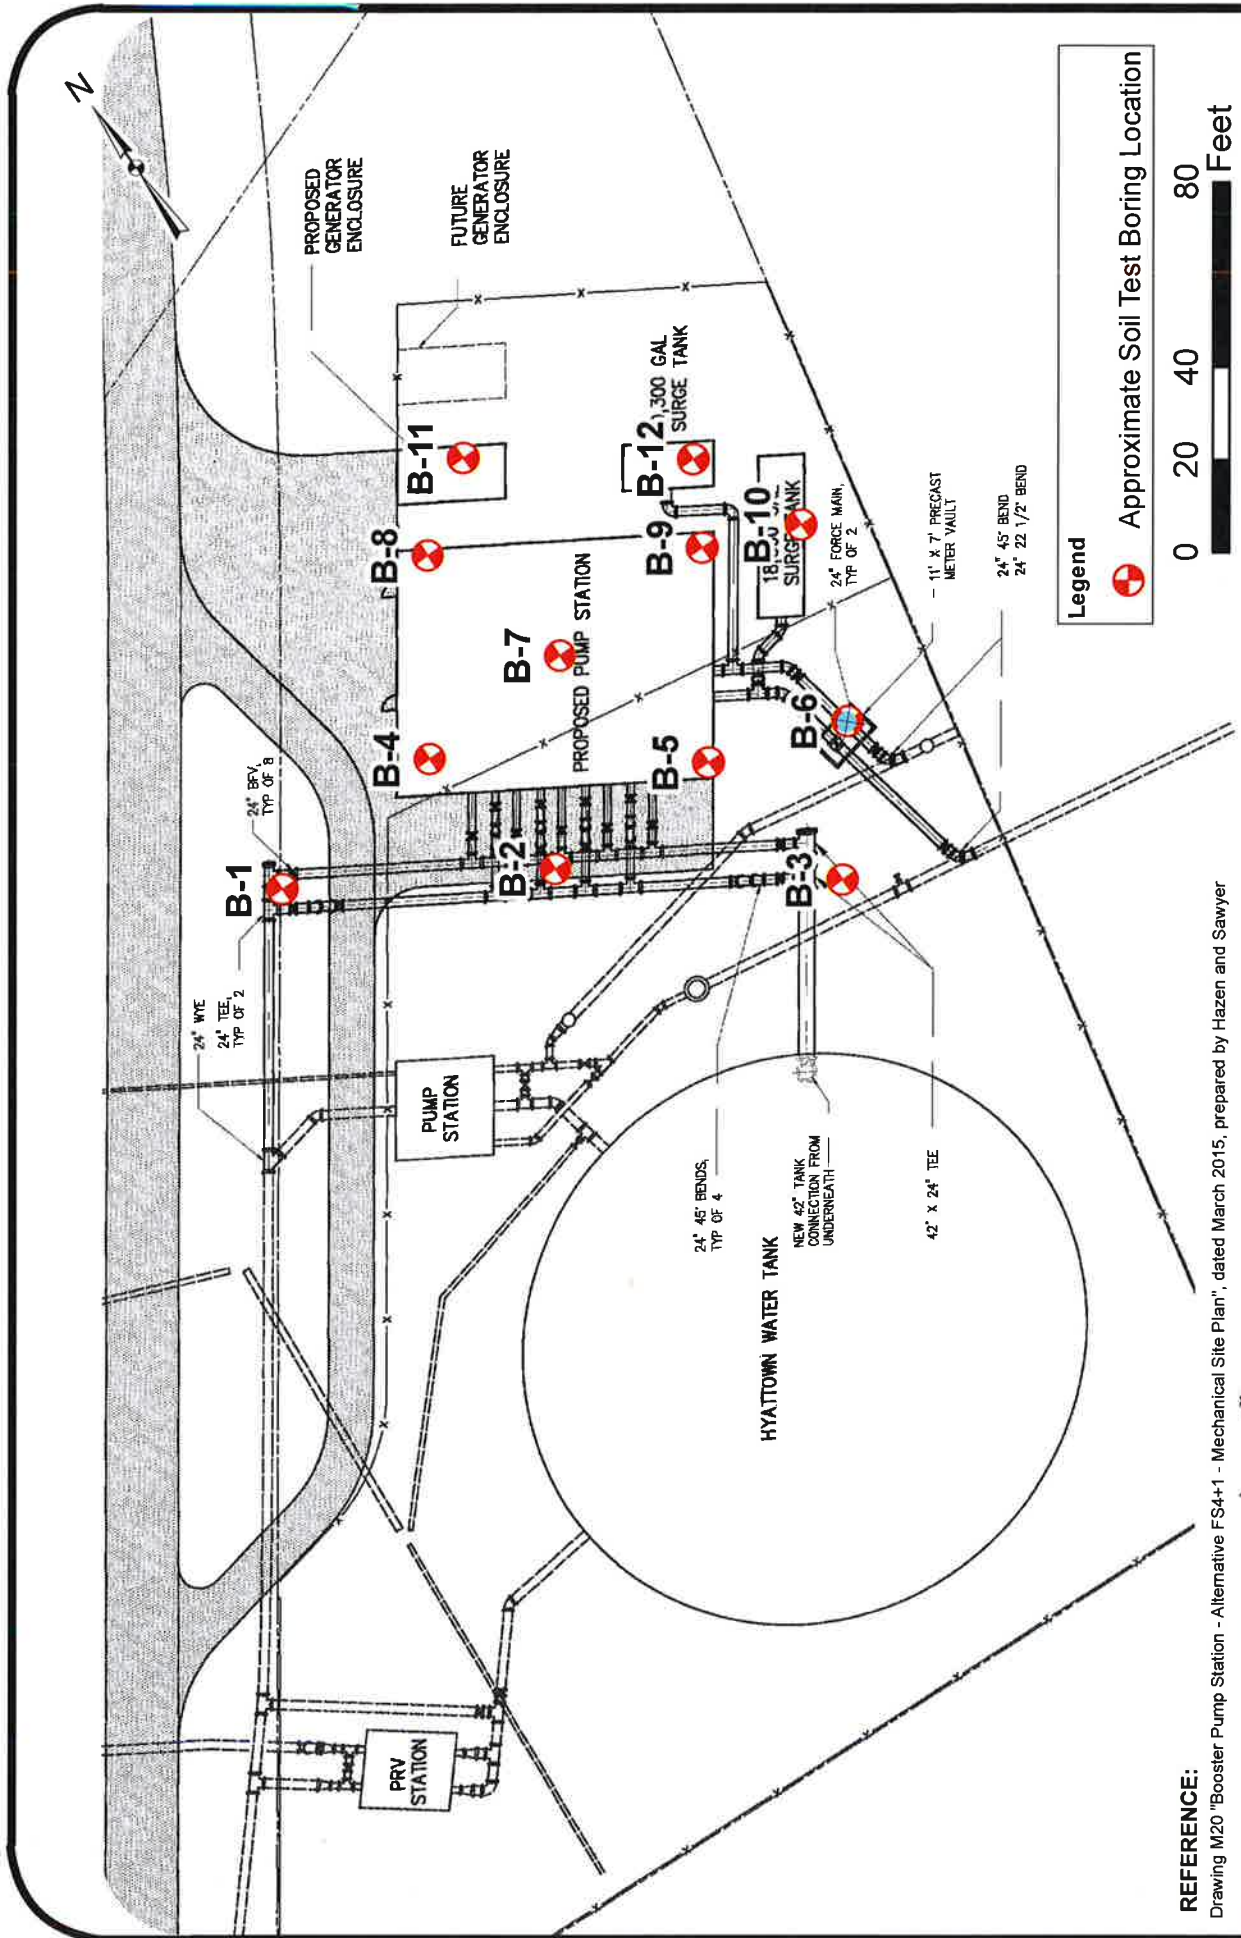 N
PROPOSED
GENERATOR
ENCLOSURE
FUTURE
GENERATOR
ENCLOSURE
B-11
B-12
1,300 GAL
SURGE TANK
B-8
B-9
B-10
SURGE TANK
24" FORCE MAIN,
TYP OF 2
11' X 7' PRECAST
METER VAULT
24" 45° BEND
24" 22 1/2° BEND
B-7
PROPOSED PUMP STATION
B-4
B-5
B-6
24" BFV,
TYP OF 8
B-1
B-2
B-3
24" WYE
24" TEE,
TYP OF 2
PUMP
STATION
24" 45° BENDS,
TYP OF 4
NEW 42" TANK
CONNECTION FROM
UNDERNEATH
42" X 24" TEE
HYATTOWN WATER TANK
PRV
STATION
Legend
Approximate Soil Test Boring Location
0 20 40 80
Feet
REFERENCE:
Drawing M20 "Booster Pump Station - Alternative FS4+1 - Mechanical Site Plan", dated March 2015, prepared by Hazen and Sawyer